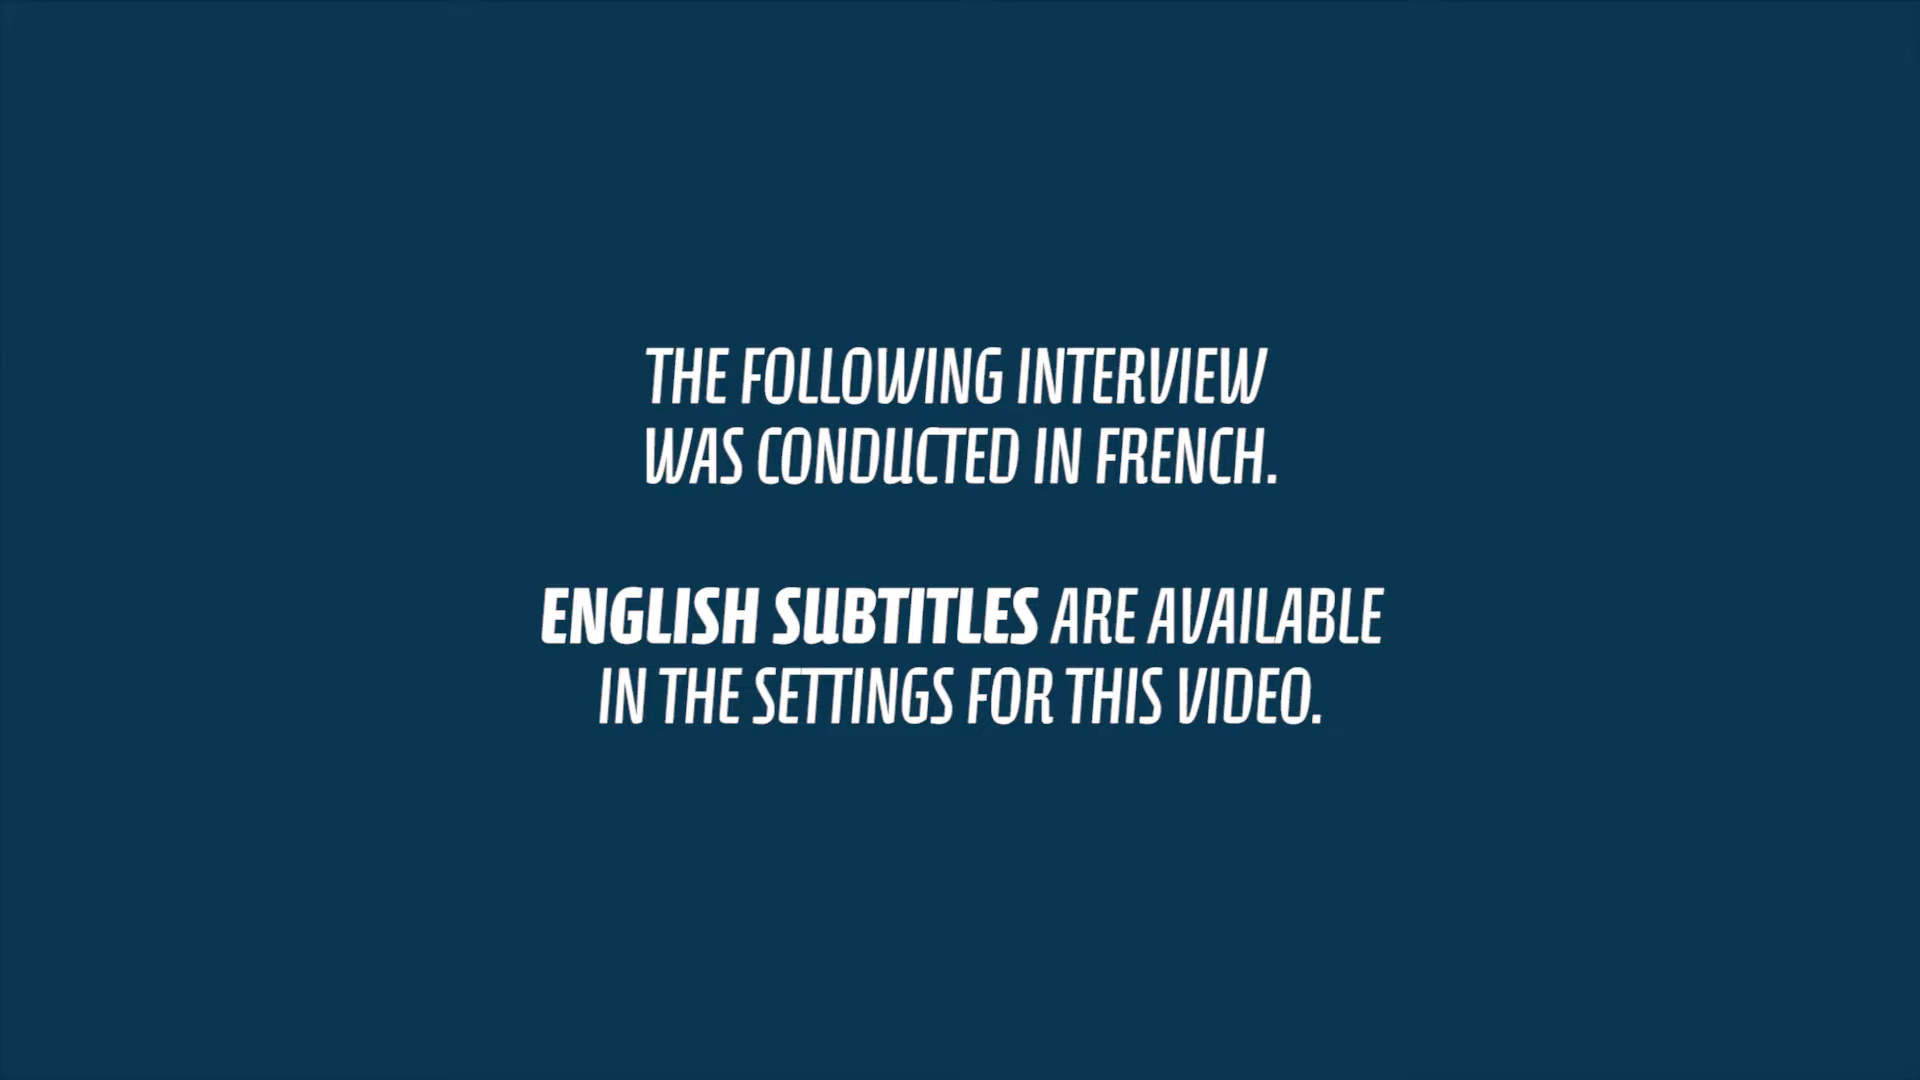 THE FOLLOWING INTERVIEW
WAS CONDUCTED IN FRENCH.
ENGLISH SUBTITLES ARE AVAILABLE
IN THE SETTINGS FOR THIS VIDEO.